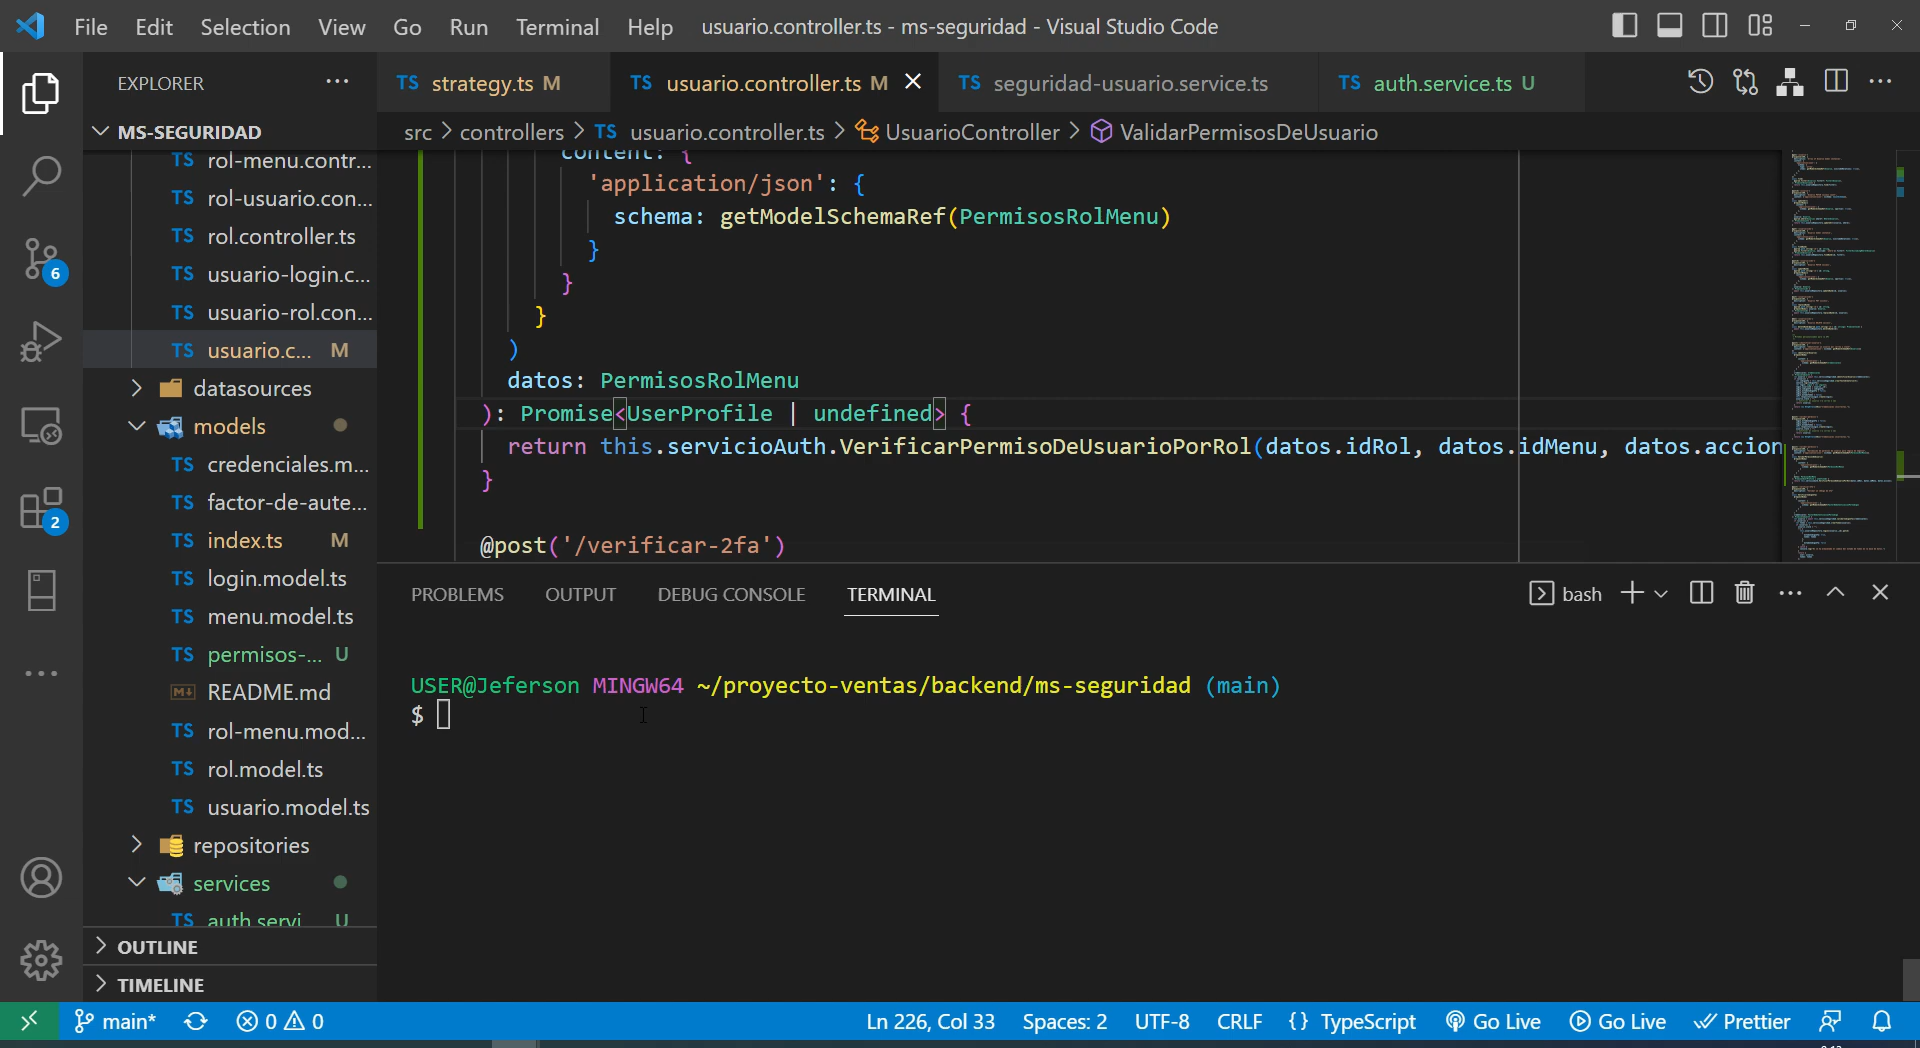 File Edit Selection View Go Run Terminal Help usuario.controller.ts - ms-seguridad - Visual Studio Code
EXPLORER
TS strategy.ts M
TS usuario.controller.ts M
TS seguridad-usuario.service.ts
TS auth.service.ts U
MS-SEGURIDAD
src > controllers > TS usuario.controller.ts > UsuarioController > ValidarPermisosDeUsuario
TS rol-menu.contr...
TS rol-usuario.con...
TS rol.controller.ts
TS usuario-login.c...
TS usuario-rol.con...
TS usuario.c... M
datasources
models
TS credenciales.m...
TS factor-de-aute...
TS index.ts M
TS login.model.ts
TS menu.model.ts
TS permisos-... U
README.md
TS rol-menu.mod...
TS rol.model.ts
TS usuario.model.ts
repositories
services
TS auth.servi... U
OUTLINE
TIMELINE
6
2
content: {
'application/json': {
schema: getModelSchemaRef(PermisosRolMenu)
}
}
}
)
datos: PermisosRolMenu
): Promise<UserProfile | undefined> {
return this.servicioAuth.VerificarPermisoDeUsuarioPorRol(datos.idRol, datos.idMenu, datos.accion
}
@post('/verificar-2fa')
PROBLEMS OUTPUT DEBUG CONSOLE TERMINAL
bash
USER@Jeferson MINGW64 ~/proyecto-ventas/backend/ms-seguridad (main)
$
main* 0 0 Ln 226, Col 33 Spaces: 2 UTF-8 CRLF {} TypeScript Go Live Go Live Prettier